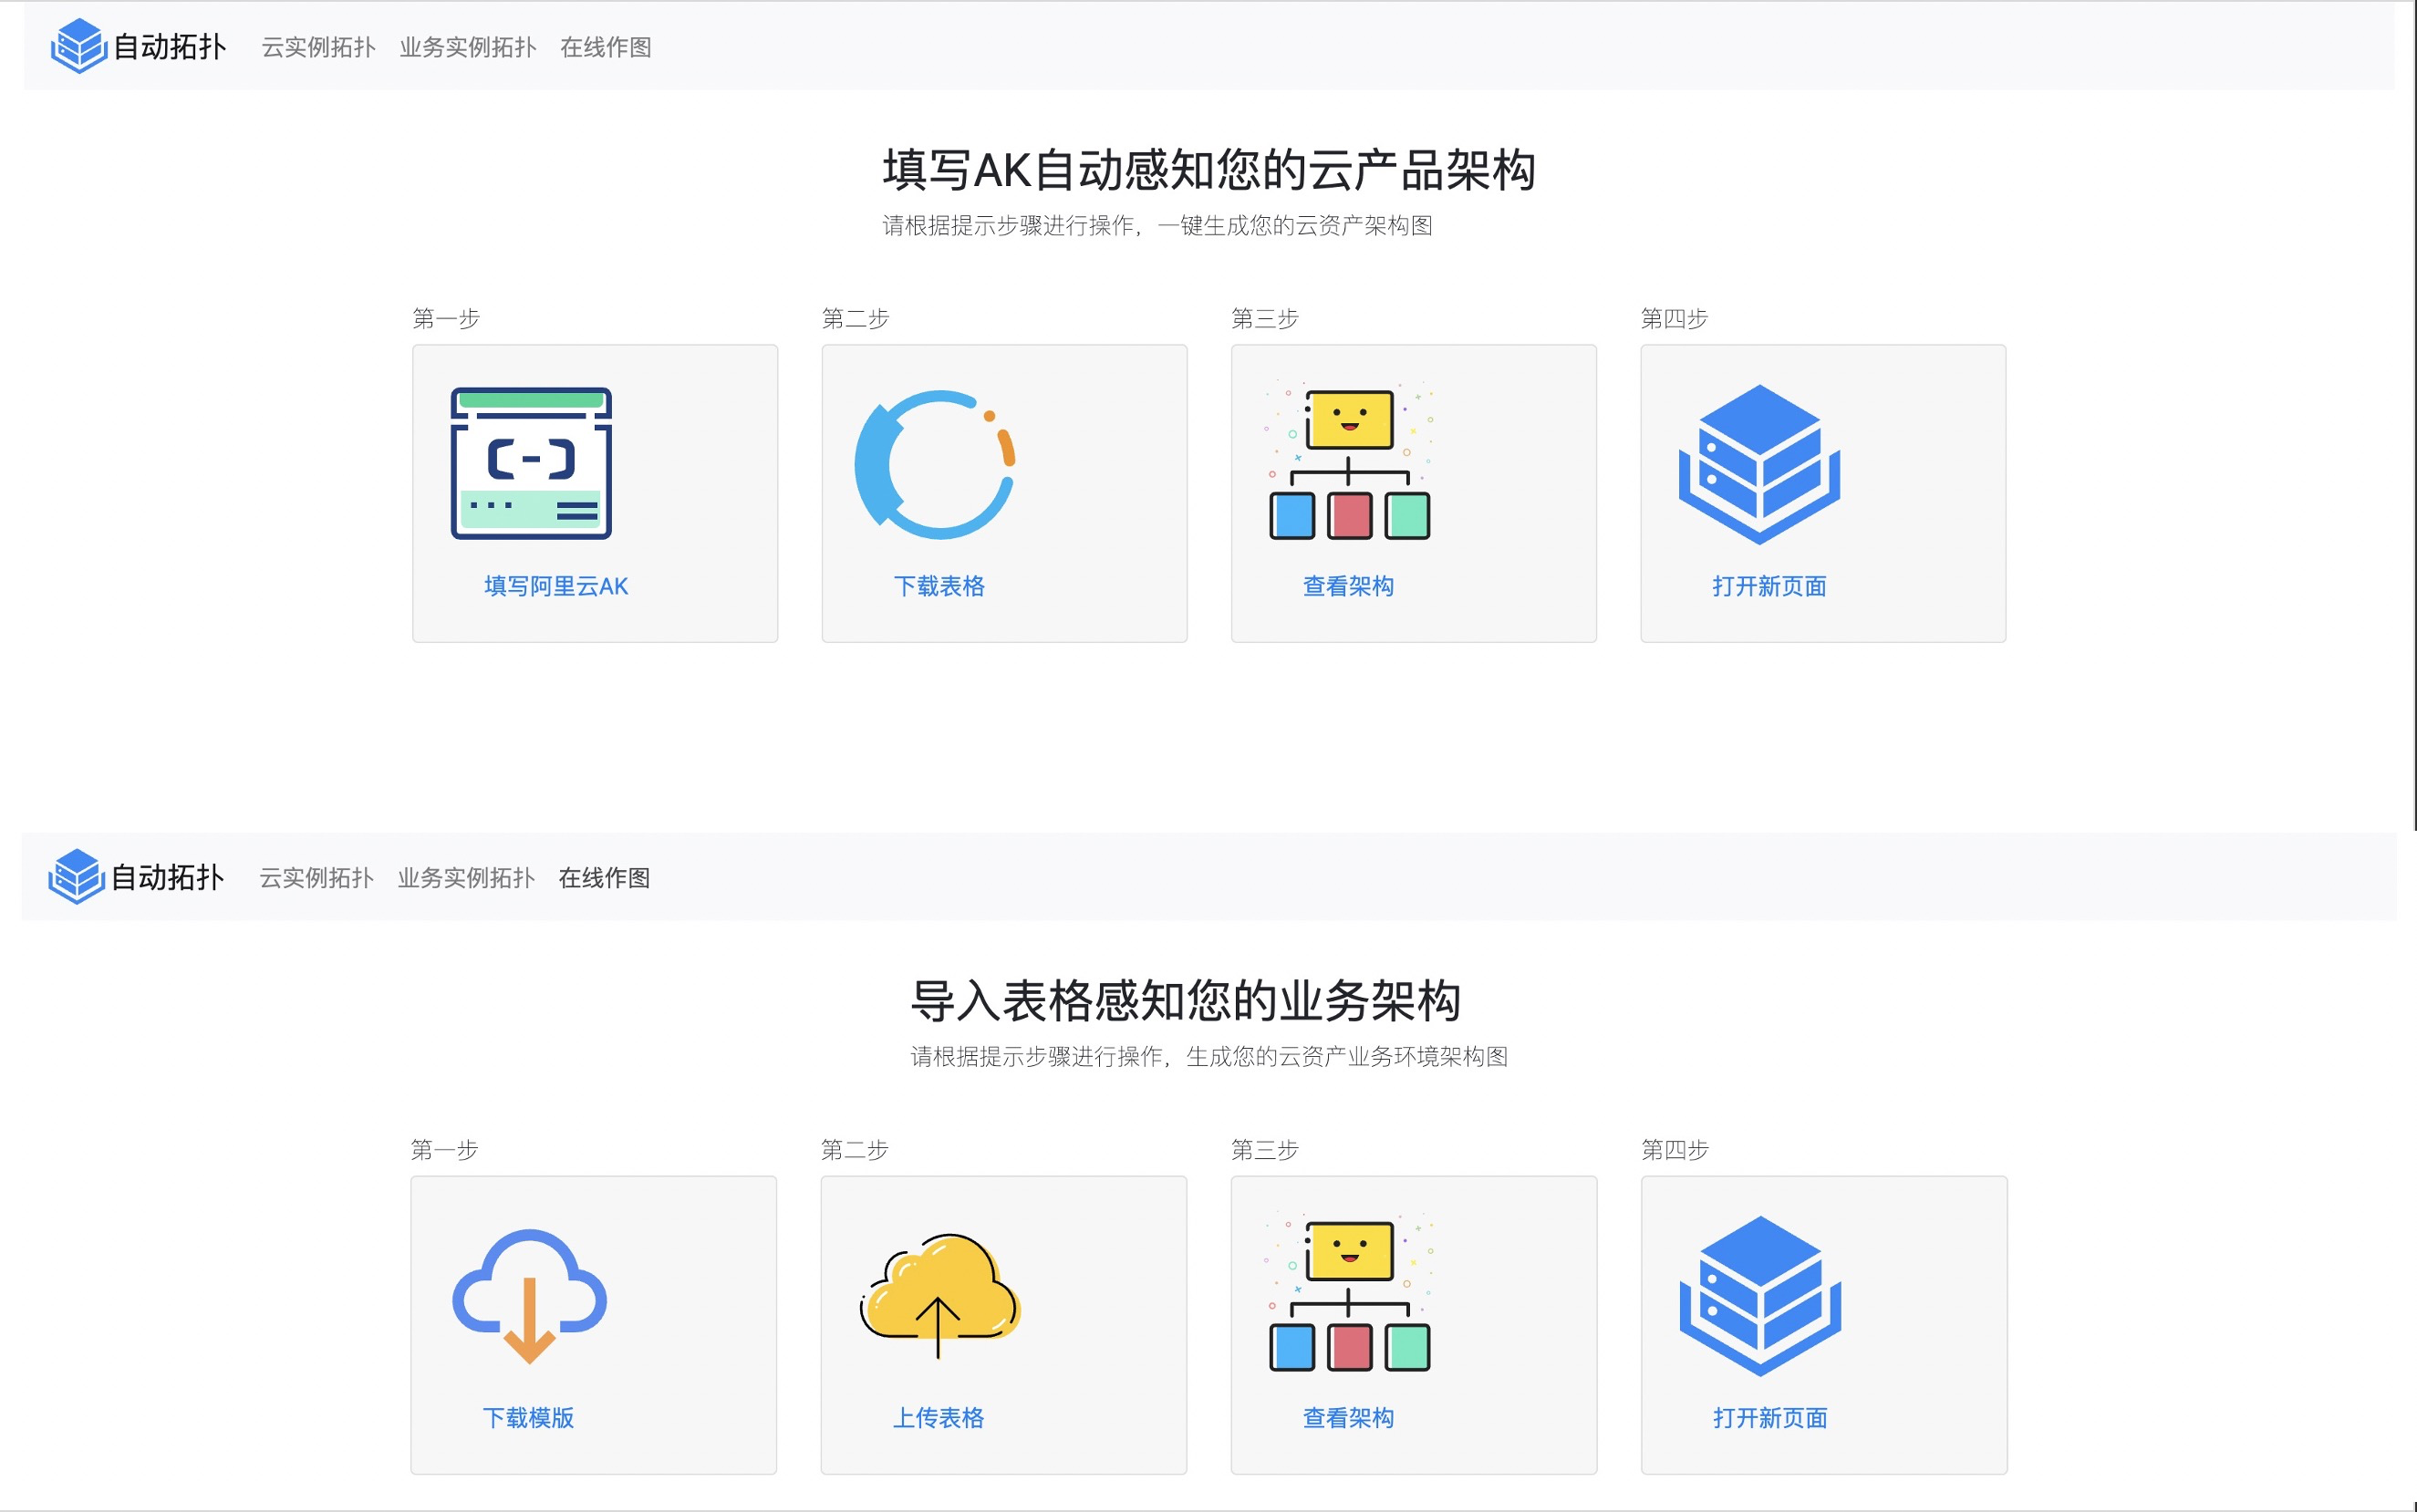 自动拓扑 云实例拓扑 业务实例拓扑 在线作图
填写AK自动感知您的云产品架构
请根据提示步骤进行操作，一键生成您的云资产架构图
第一步 第二步 第三步 第四步
填写阿里云AK 下载表格 查看架构 打开新页面
自动拓扑 云实例拓扑 业务实例拓扑 在线作图
导入表格感知您的业务架构
请根据提示步骤进行操作，生成您的云资产业务环境架构图
第一步 第二步 第三步 第四步
下载模版 上传表格 查看架构 打开新页面